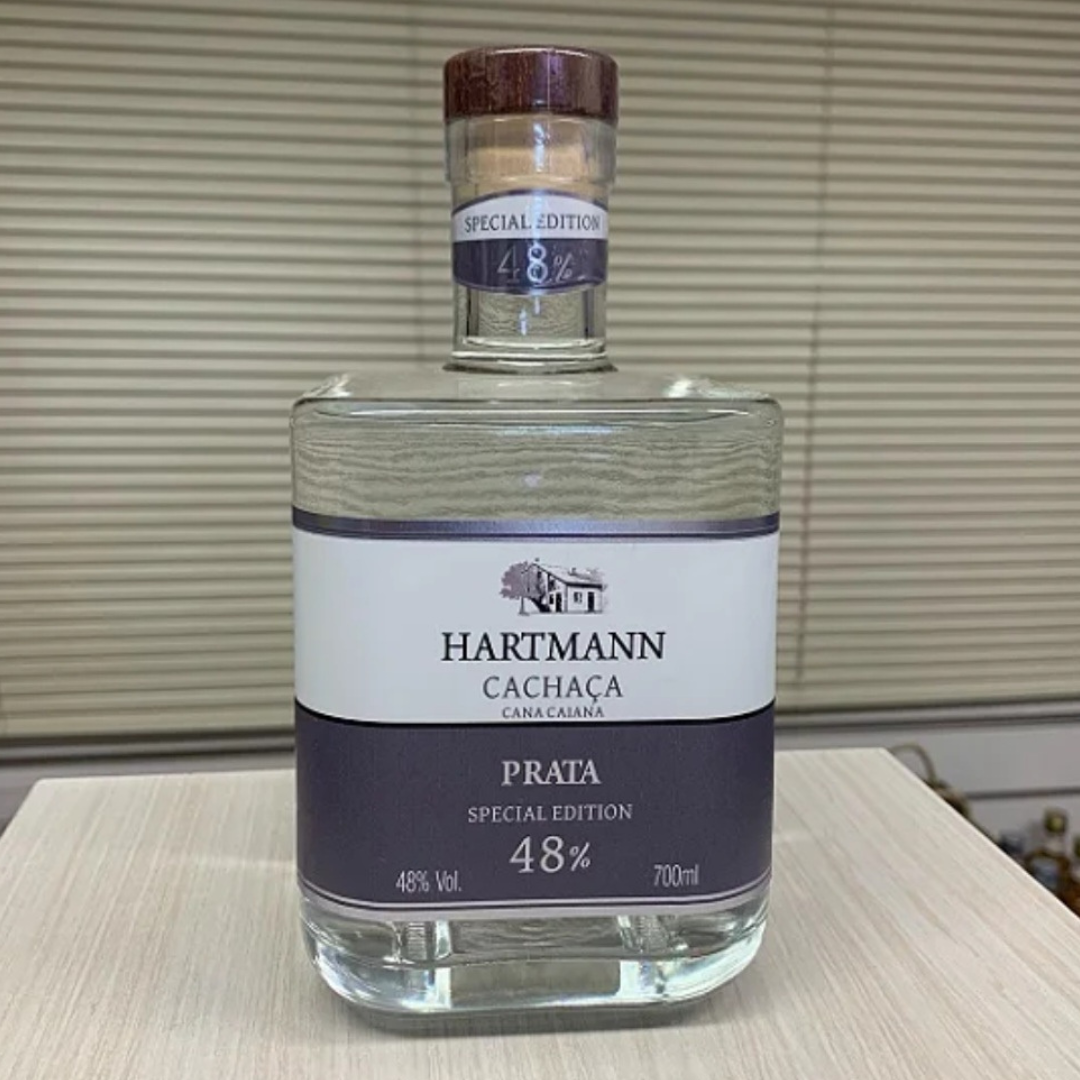 SPECIAL EDITION
48%
HARTMANN
CACHAÇA
CANA CAIANA
PRATA
SPECIAL EDITION
48%
48% Vol. 700ml